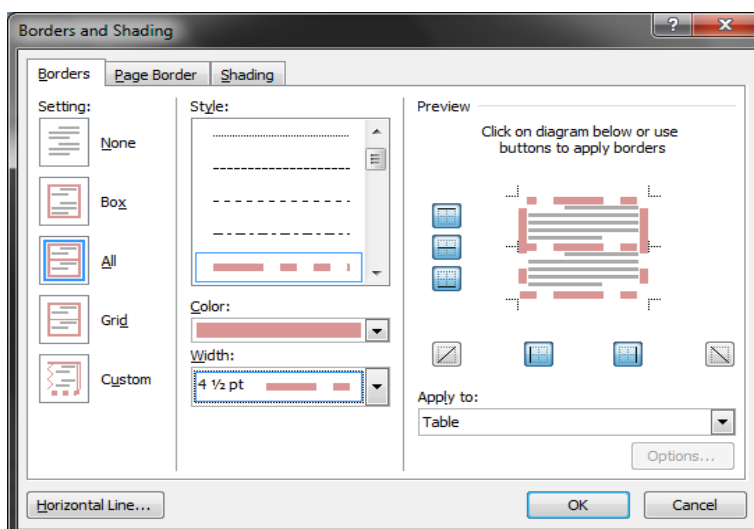 Borders and Shading
?
Borders Page Border Shading
Setting:
None
Box
All
Grid
Custom
Style:
Color:
Width:
4 ½ pt
Preview
Click on diagram below or use
buttons to apply borders
Apply to:
Table
Options...
Horizontal Line...
OK
Cancel